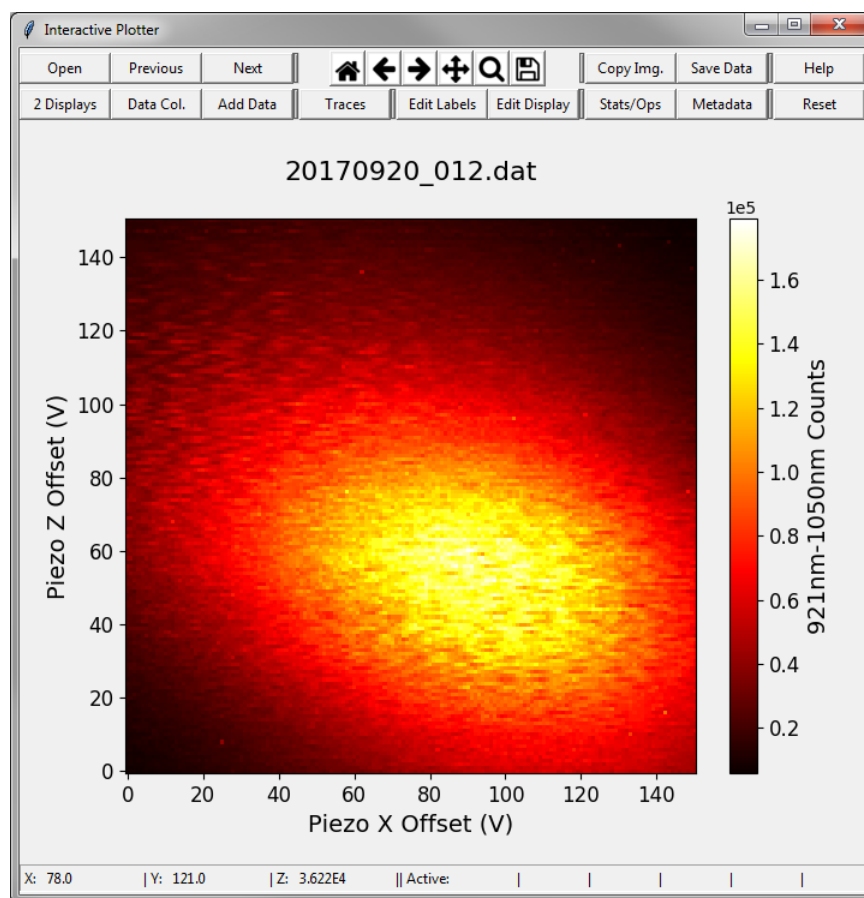 Interactive Plotter
Open Previous Next Copy Img. Save Data Help
2 Displays Data Col. Add Data Traces Edit Labels Edit Display Stats/Ops Metadata Reset
20170920_012.dat
1e5
140
120
100
80
60
40
20
0
Piezo Z Offset (V)
0 20 40 60 80 100 120 140
Piezo X Offset (V)
1.6
1.4
1.2
1.0
0.8
0.6
0.4
0.2
921nm-1050nm Counts
X: 78.0 | Y: 121.0 | Z: 3.622E4 || Active: | | | | |